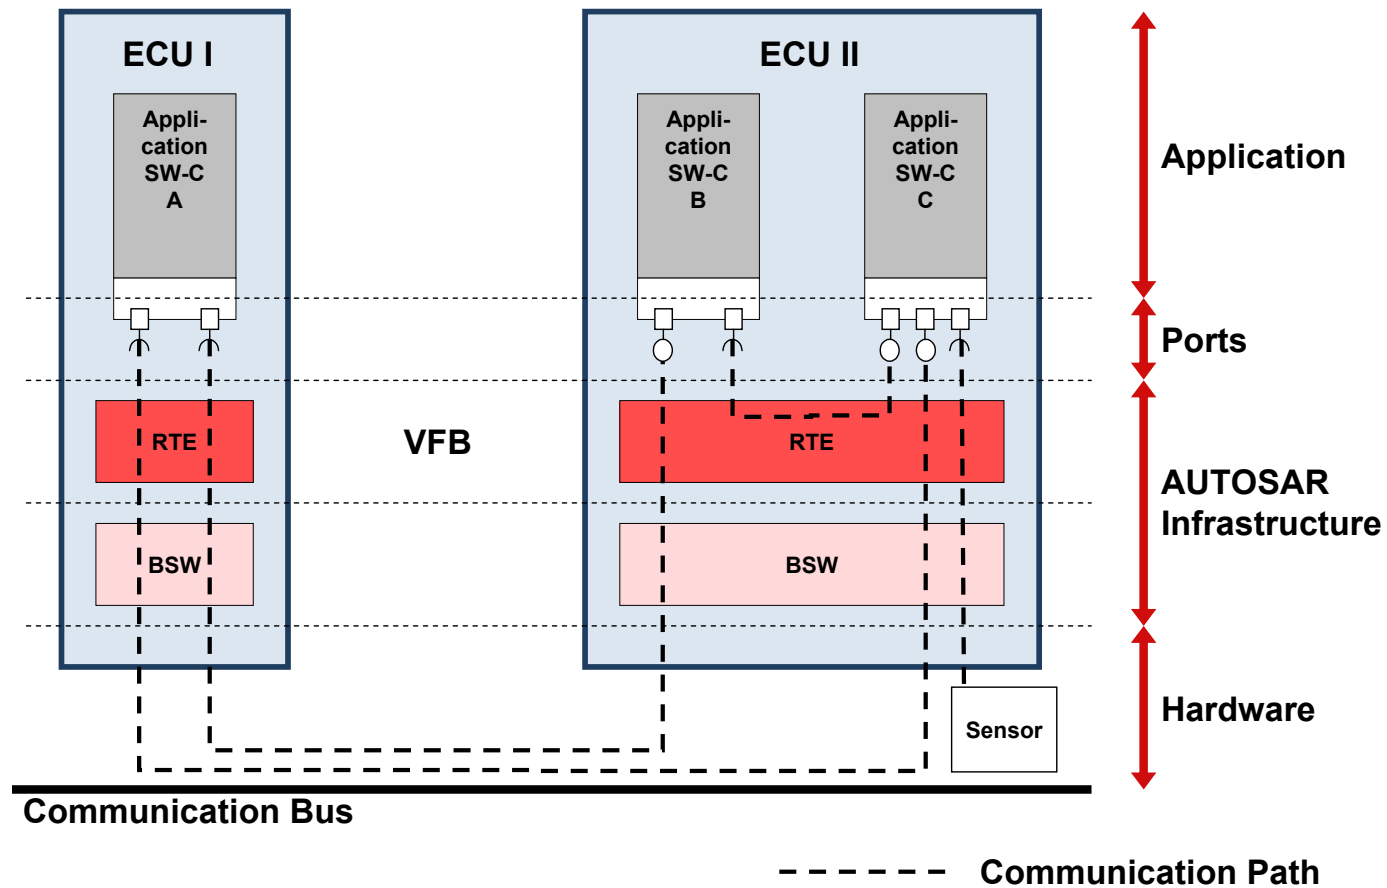 ECU I
ECU II
Appli-
cation
SW-C
A
Appli-
cation
SW-C
B
Appli-
cation
SW-C
C
Application
Ports
RTE
VFB
RTE
AUTOSAR
Infrastructure
BSW
BSW
Sensor
Hardware
Communication Bus
Communication Path